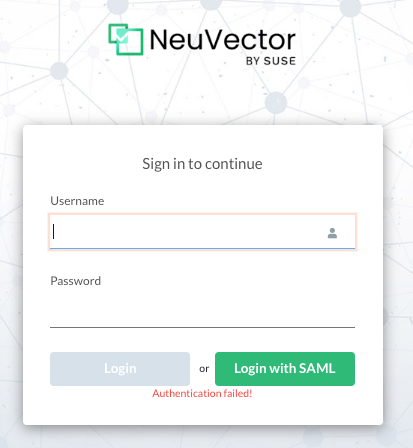 NeuVector
BY SUSE
Sign in to continue
Username
Password
Login or Login with SAML
Authentication failed!